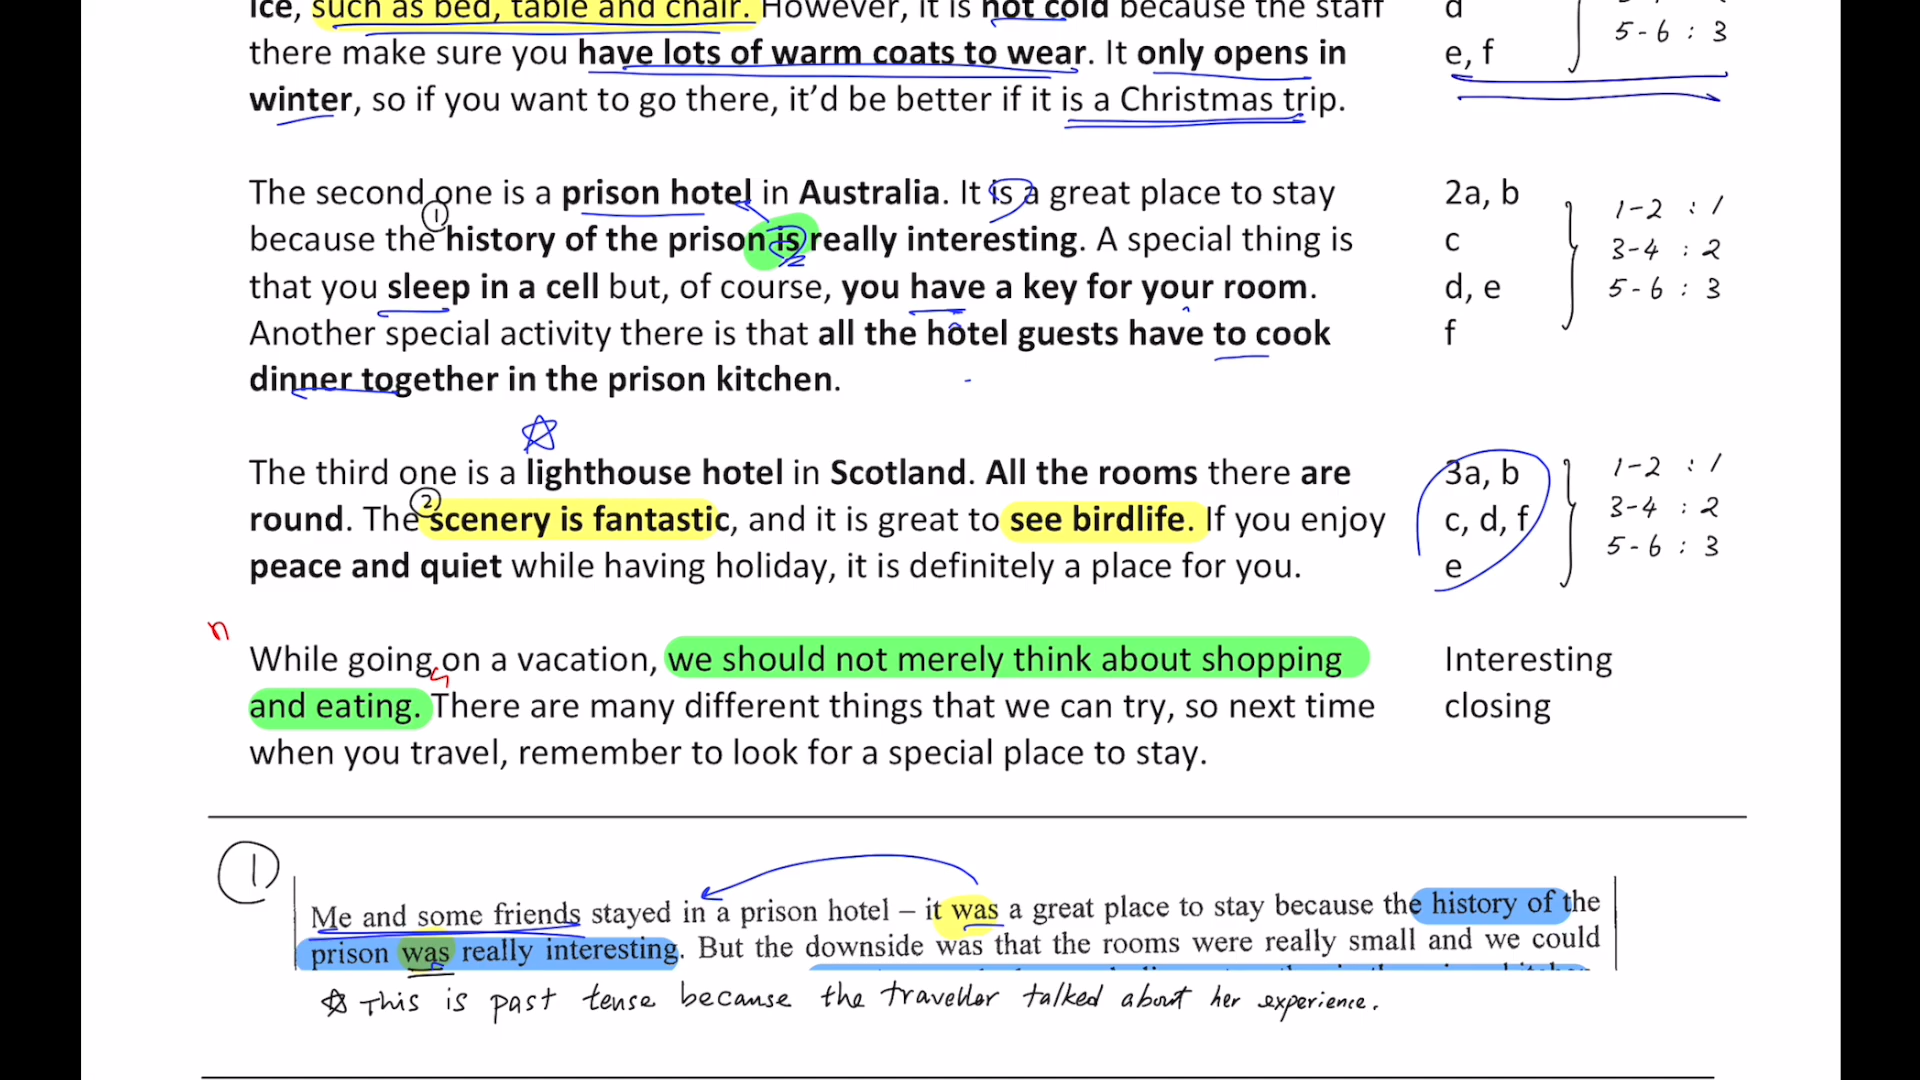 ice, such as bed, table and chair. However, it is not cold because the staff d
5-6 : 3
there make sure you have lots of warm coats to wear. It only opens in e, f
winter, so if you want to go there, it'd be better if it is a Christmas trip.
The second one is a prison hotel in Australia. It is a great place to stay 2a, b 1-2 : 1
①
because the history of the prison is really interesting. A special thing is c 3-4 : 2
that you sleep in a cell but, of course, you have a key for your room. d, e 5-6 : 3
Another special activity there is that all the hotel guests have to cook f
dinner together in the prison kitchen.
The third one is a lighthouse hotel in Scotland. All the rooms there are 3a, b 1-2 : 1
②
round. The scenery is fantastic, and it is great to see birdlife. If you enjoy c, d, f 3-4 : 2
peace and quiet while having holiday, it is definitely a place for you. e 5-6 : 3
n
While going on a vacation, we should not merely think about shopping Interesting
and eating. There are many different things that we can try, so next time closing
when you travel, remember to look for a special place to stay.
①
Me and some friends stayed in a prison hotel – it was a great place to stay because the history of the
prison was really interesting. But the downside was that the rooms were really small and we could
☆ This is past tense because the traveller talked about her experience.